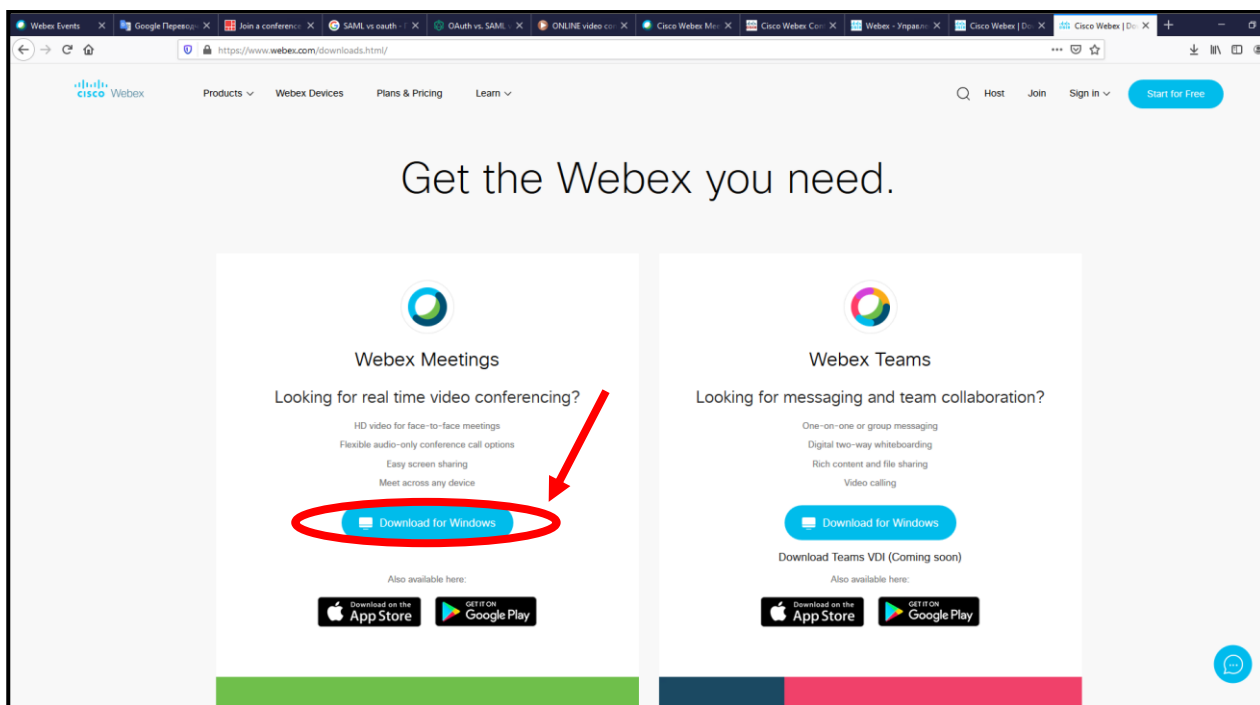 Webex Events
Google Перевод
Join a conference
SAML vs oauth -
OAuth vs. SAML
ONLINE video co
Cisco Webex Me
Cisco Webex Ce
Webex - Управле
Cisco Webex | Do
Cisco Webex | Do
https://www.webex.com/downloads.html/
CISCO Webex
Products
Webex Devices
Plans & Pricing
Learn
Host
Join
Sign in
Start for Free
Get the Webex you need.
Webex Meetings
Looking for real time video conferencing?
HD video for face-to-face meetings
Flexible audio-only conference call options
Easy screen sharing
Meet across any device
Download for Windows
Also available here:
Download on the
App Store
GET IT ON
Google Play
Webex Teams
Looking for messaging and team collaboration?
One-on-one or group messaging
Digital two-way whiteboarding
Rich content and file sharing
Video calling
Download for Windows
Download Teams VDI (Coming soon)
Also available here:
Download on the
App Store
GET IT ON
Google Play